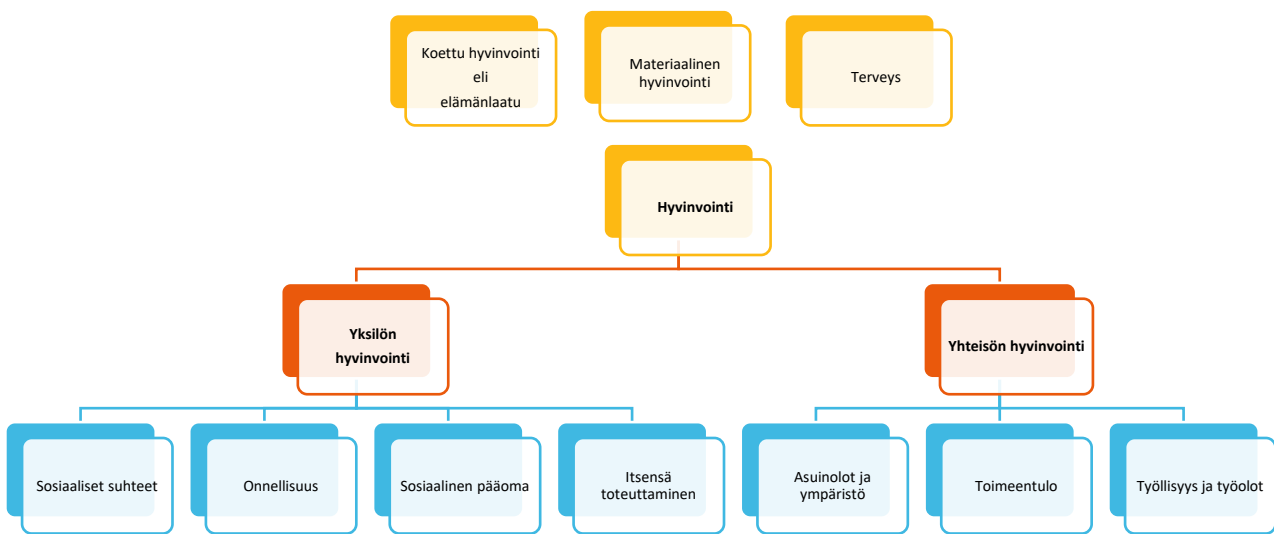 Koettu hyvinvointi
eli
elämänlaatu
Materiaalinen
hyvinvointi
Terveys
Hyvinvointi
Yksilön
hyvinvointi
Yhteisön hyvinvointi
Sosiaaliset suhteet
Onnellisuus
Sosiaalinen pääoma
Itsensä
toteuttaminen
Asuinolot ja
ympäristö
Toimeentulo
Työllisyys ja työolot